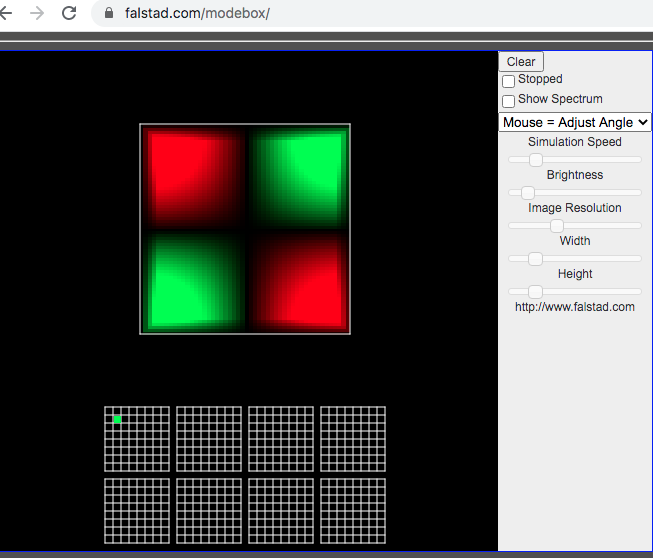 falstad.com/modebox/
Clear
Stopped
Show Spectrum
Mouse = Adjust Angle
Simulation Speed
Brightness
Image Resolution
Width
Height
http://www.falstad.com